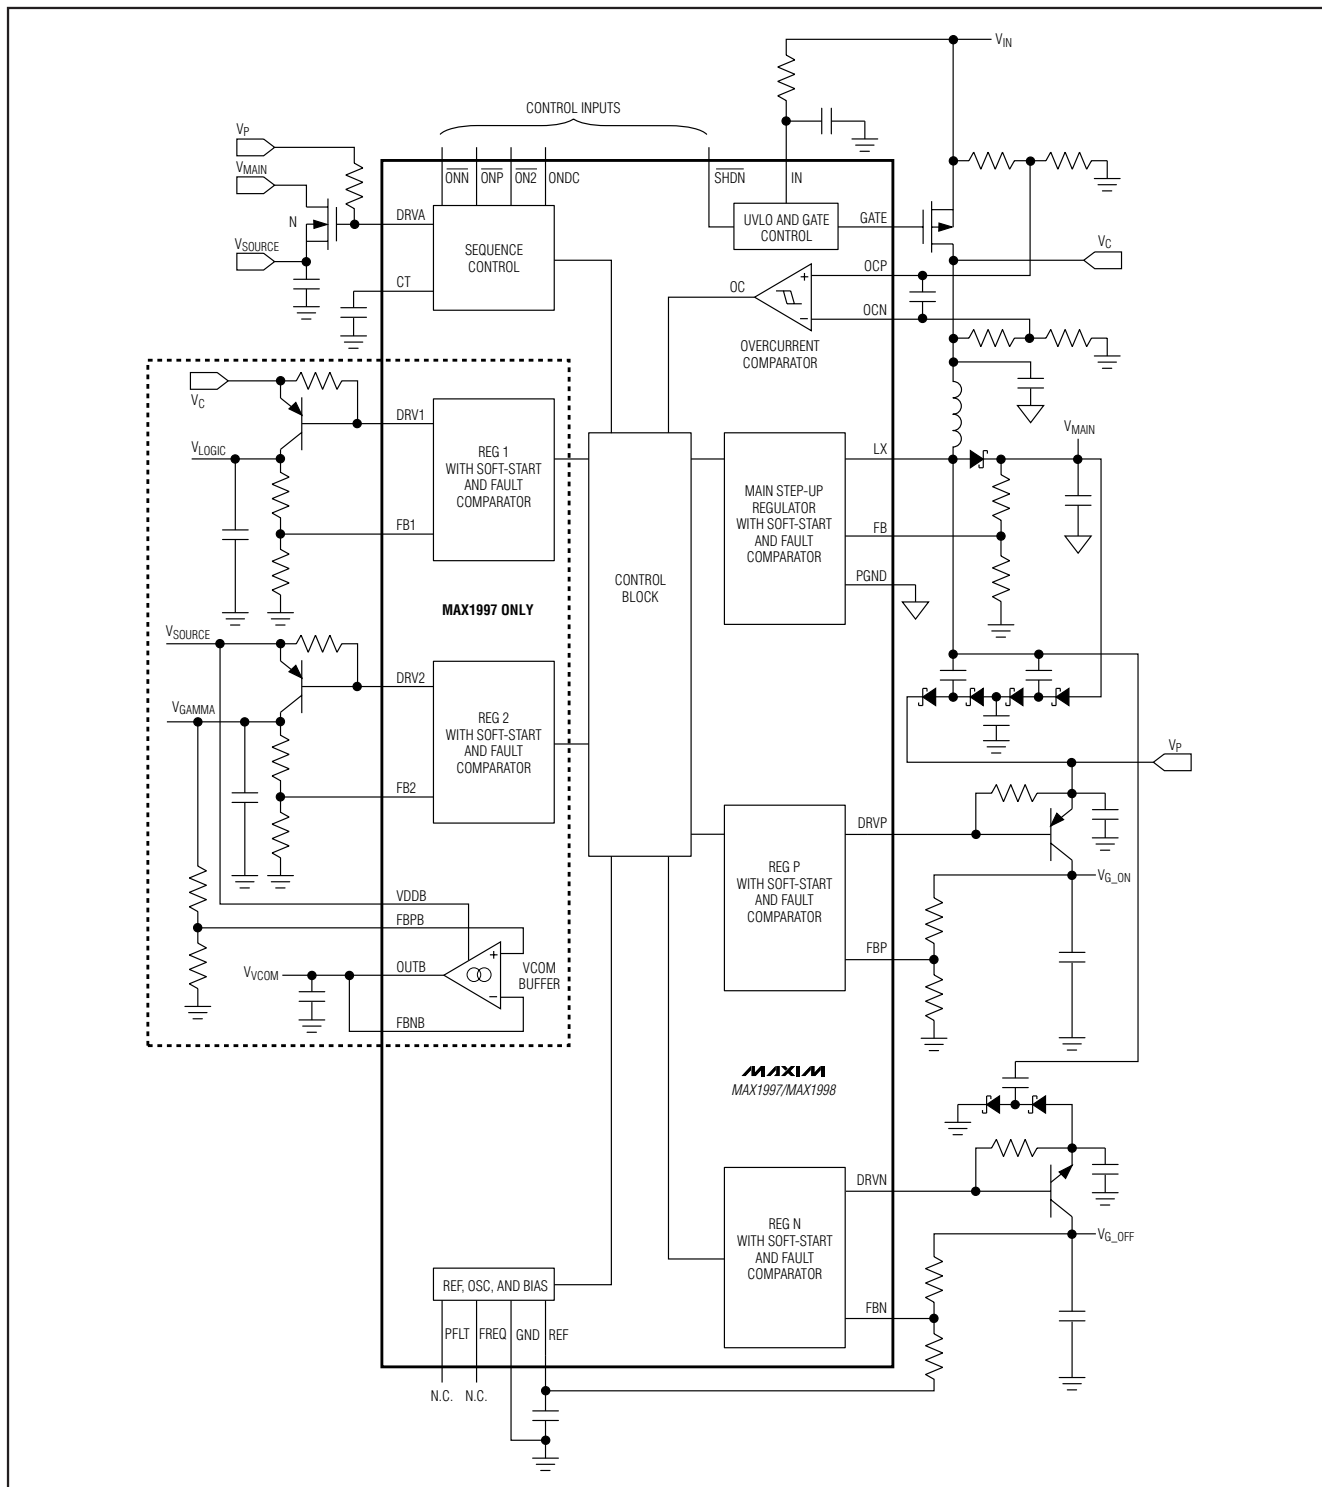 VIN
CONTROL INPUTS
VP
VMAIN
N
VSOURCE
ONN
ONP
ON2
ONDC
SHDN
IN
DRVA
SEQUENCE
CONTROL
CT
UVLO AND GATE
CONTROL
GATE
VC
OCP
OC
+
−
OCN
OVERCURRENT
COMPARATOR
VC
DRV1
VLOGIC
REG 1
WITH SOFT-START
AND FAULT
COMPARATOR
FB1
MAX1997 ONLY
CONTROL
BLOCK
MAIN STEP-UP
REGULATOR
WITH SOFT-START
AND FAULT
COMPARATOR
LX
VMAIN
FB
PGND
VSOURCE
DRV2
VGAMMA
REG 2
WITH SOFT-START
AND FAULT
COMPARATOR
FB2
VP
DRVP
REG P
WITH SOFT-START
AND FAULT
COMPARATOR
VG_ON
FBP
VDDB
FBPB
+
VCOM
BUFFER
−
VVCOM
OUTB
FBNB
MAXIM
MAX1997/MAX1998
DRVN
REG N
WITH SOFT-START
AND FAULT
COMPARATOR
VG_OFF
FBN
REF, OSC, AND BIAS
PFLT
FREQ
GND
REF
N.C.
N.C.